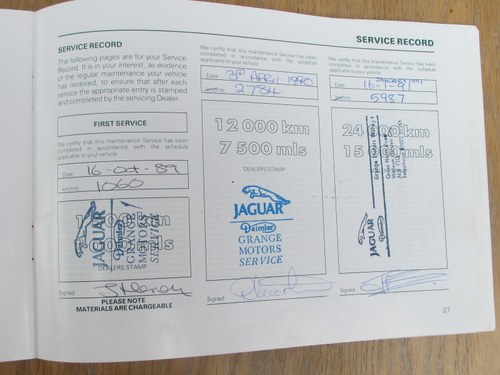 SERVICE RECORD
The following pages are for your Service
Record. It is in your interest, as evidence
of the regular maintenance your vehicle
has received, to ensure that after each
service the appropriate entry is stamped
and completed by the servicing Dealer.
FIRST SERVICE
We certify that this maintenance Service has been
completed in accordance with the schedule
applicable to your vehicle
Date 16-Oct-89
1060
JAGUAR
Daimler
GRANGE
MOTORS
SERVICE
DEALERS STAMP
Signed
PLEASE NOTE
MATERIALS ARE CHARGEABLE
We certify that this maintenance Service has been
completed in accordance with the schedule
applicable to your vehicle
Date April 1990
2784
12 000 km
7 500 mls
DEALERS STAMP
JAGUAR
Daimler
GRANGE
MOTORS
SERVICE
Signed
SERVICE RECORD
We certify that this maintenance Service has been
completed in accordance with the schedule
applicable to your vehicle
Date 16-1-91
5987
24 000 km
15 000 mls
JAGUAR
Daimler
Signed
27